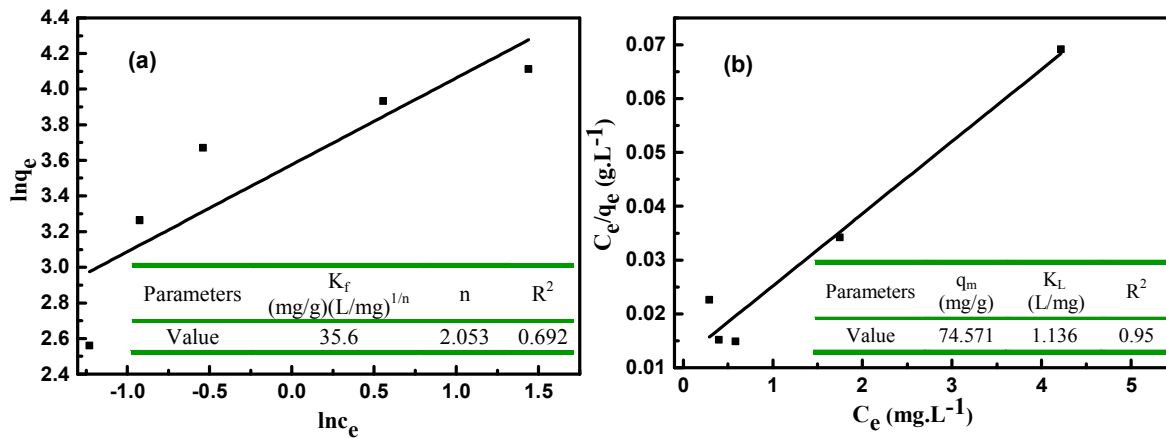 (a)
lnq_e
4.4
4.2
4.0
3.8
3.6
3.4
3.2
3.0
2.8
2.6
2.4
Parameters K_f (mg/g)(L/mg)^1/n n R^2
Value 35.6 2.053 0.692
-1.0 -0.5 0.0 0.5 1.0 1.5
lnc_e
(b)
C_e/q_e (g.L^-1)
0.07
0.06
0.05
0.04
0.03
0.02
0.01
Parameters q_m (mg/g) K_L (L/mg) R^2
Value 74.571 1.136 0.95
0 1 2 3 4 5
C_e (mg.L^-1)